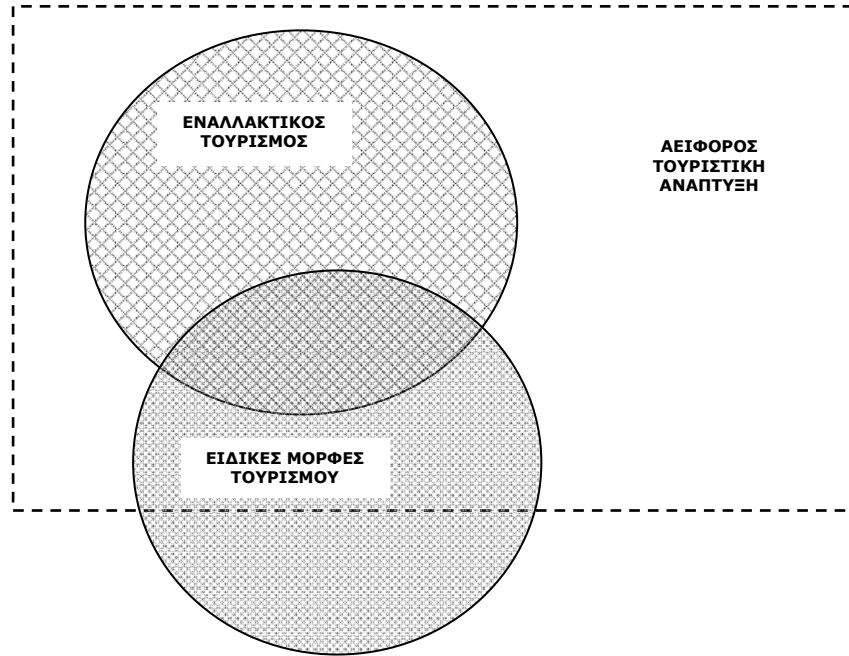 ΕΝΑΛΛΑΚΤΙΚΟΣ
ΤΟΥΡΙΣΜΟΣ
ΑΕΙΦΟΡΟΣ
ΤΟΥΡΙΣΤΙΚΗ
ΑΝΑΠΤΥΞΗ
ΕΙΔΙΚΕΣ ΜΟΡΦΕΣ
ΤΟΥΡΙΣΜΟΥ